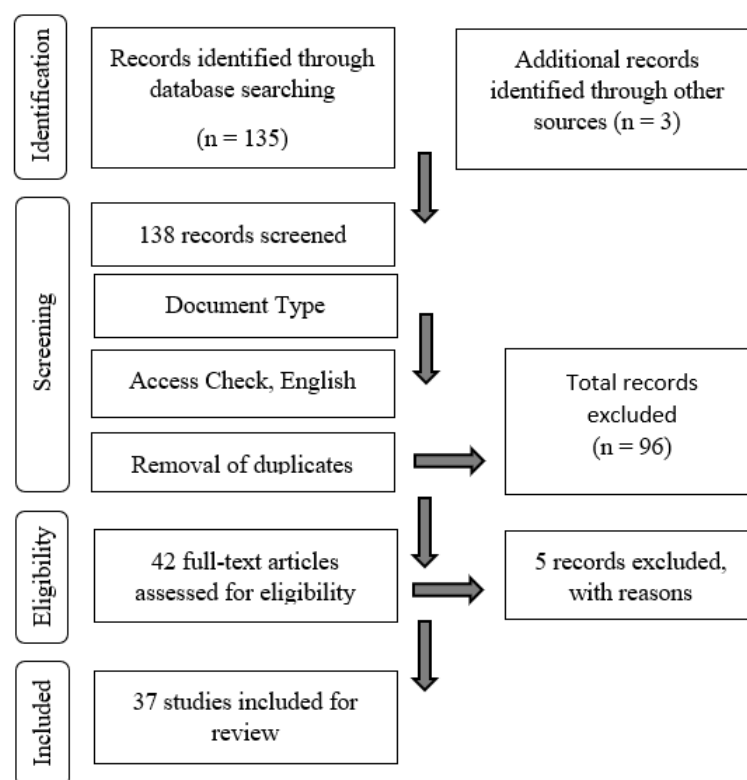 Identification
Records identified through
database searching
(n = 135)
Additional records
identified through other
sources (n = 3)
Screening
138 records screened
Document Type
Access Check, English
Removal of duplicates
Total records
excluded
(n = 96)
Eligibility
42 full-text articles
assessed for eligibility
5 records excluded,
with reasons
Included
37 studies included for
review